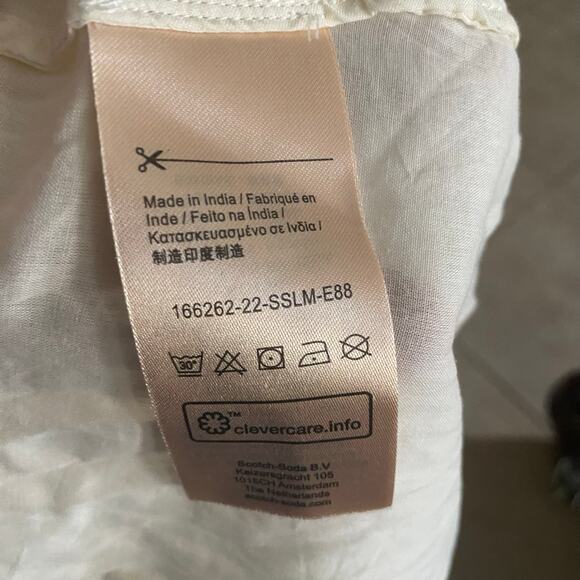 Made in India / Fabriqué en
Inde / Feito na Índia /
Κατασκευασμένο σε Ινδία /
制造印度制造
166262-22-SSLM-E88
30°
™ clevercare.info
Scotch-Soda B.V
Keizersgracht 105
1015CH Amsterdam
The Netherlands
scotch-soda.com